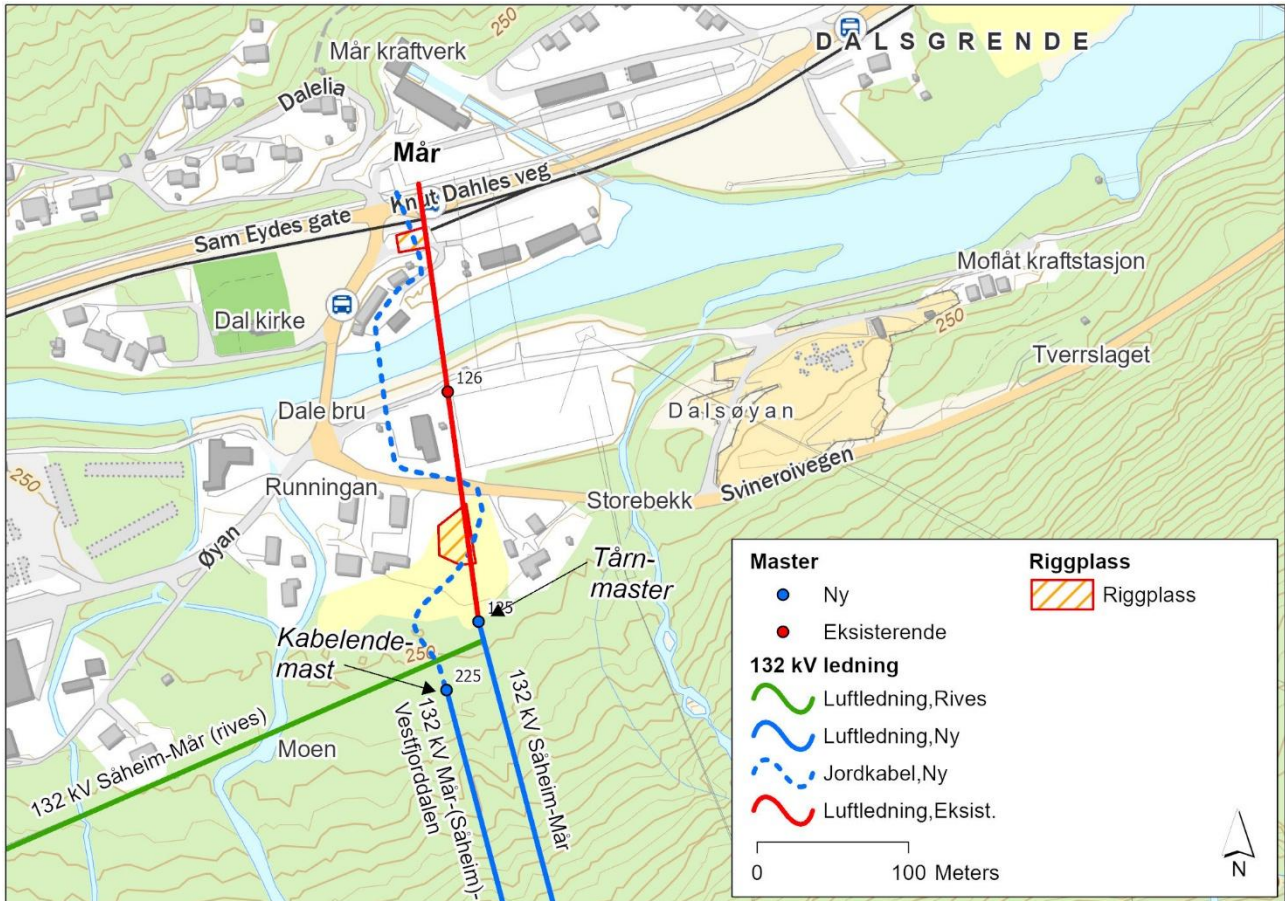 250
DALSGRENDE
Mår kraftverk
Dalelia
Mår
Knut Dahles veg
Sam Eydes gate
Moflåt kraftstasjon
250
Dal kirke
Tverrslaget
126
Dale bru
Dalsøyan
250
Runningan
Storebekk
Svineroivegen
Øyan
Tårn-
master
125
Kabelende-
mast
250
225
132 kV Såheim-Mår (rives)
Moen
132 kV Mår-(Såheim)-
Vestfjorddalen
132 kV Såheim-Mår
Master
Ny
Eksisterende
132 kV ledning
Luftledning,Rives
Luftledning,Ny
Jordkabel,Ny
Luftledning,Eksist.
0 100 Meters
Riggplass
Riggplass
N